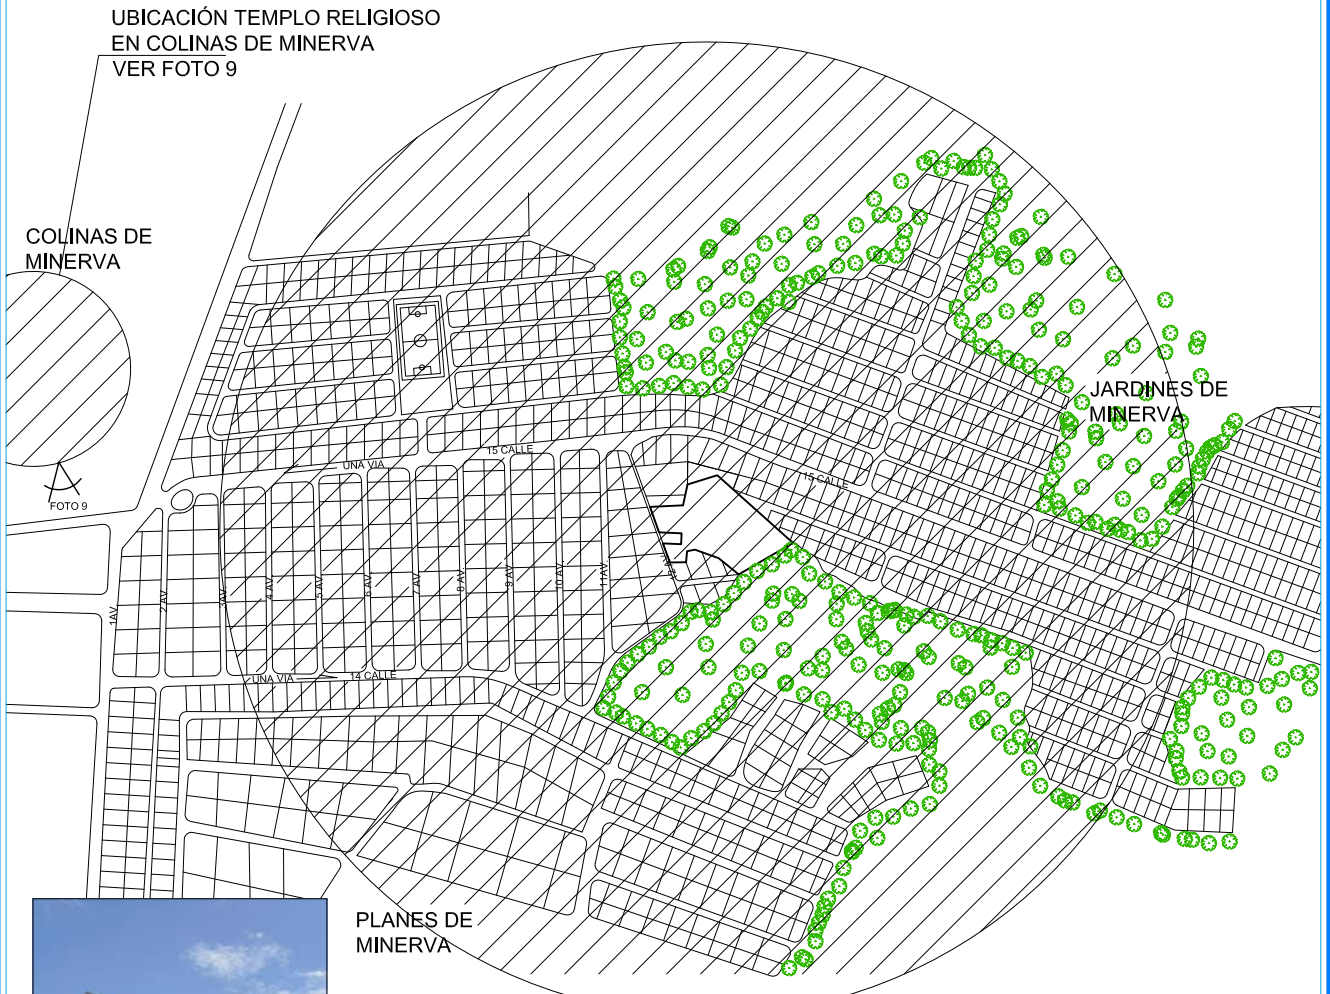 UBICACIÓN TEMPLO RELIGIOSO
EN COLINAS DE MINERVA
VER FOTO 9
COLINAS DE
MINERVA
JARDINES DE
MINERVA
15 CALLE
UNA VIA
15 CALLE
FOTO 9
1AV
2 AV
3AV
4 AV
5 AV
6 AV
7 AV
8 AV
9 AV
10 AV
11AV
UNA VIA
14 CALLE
PLANES DE
MINERVA